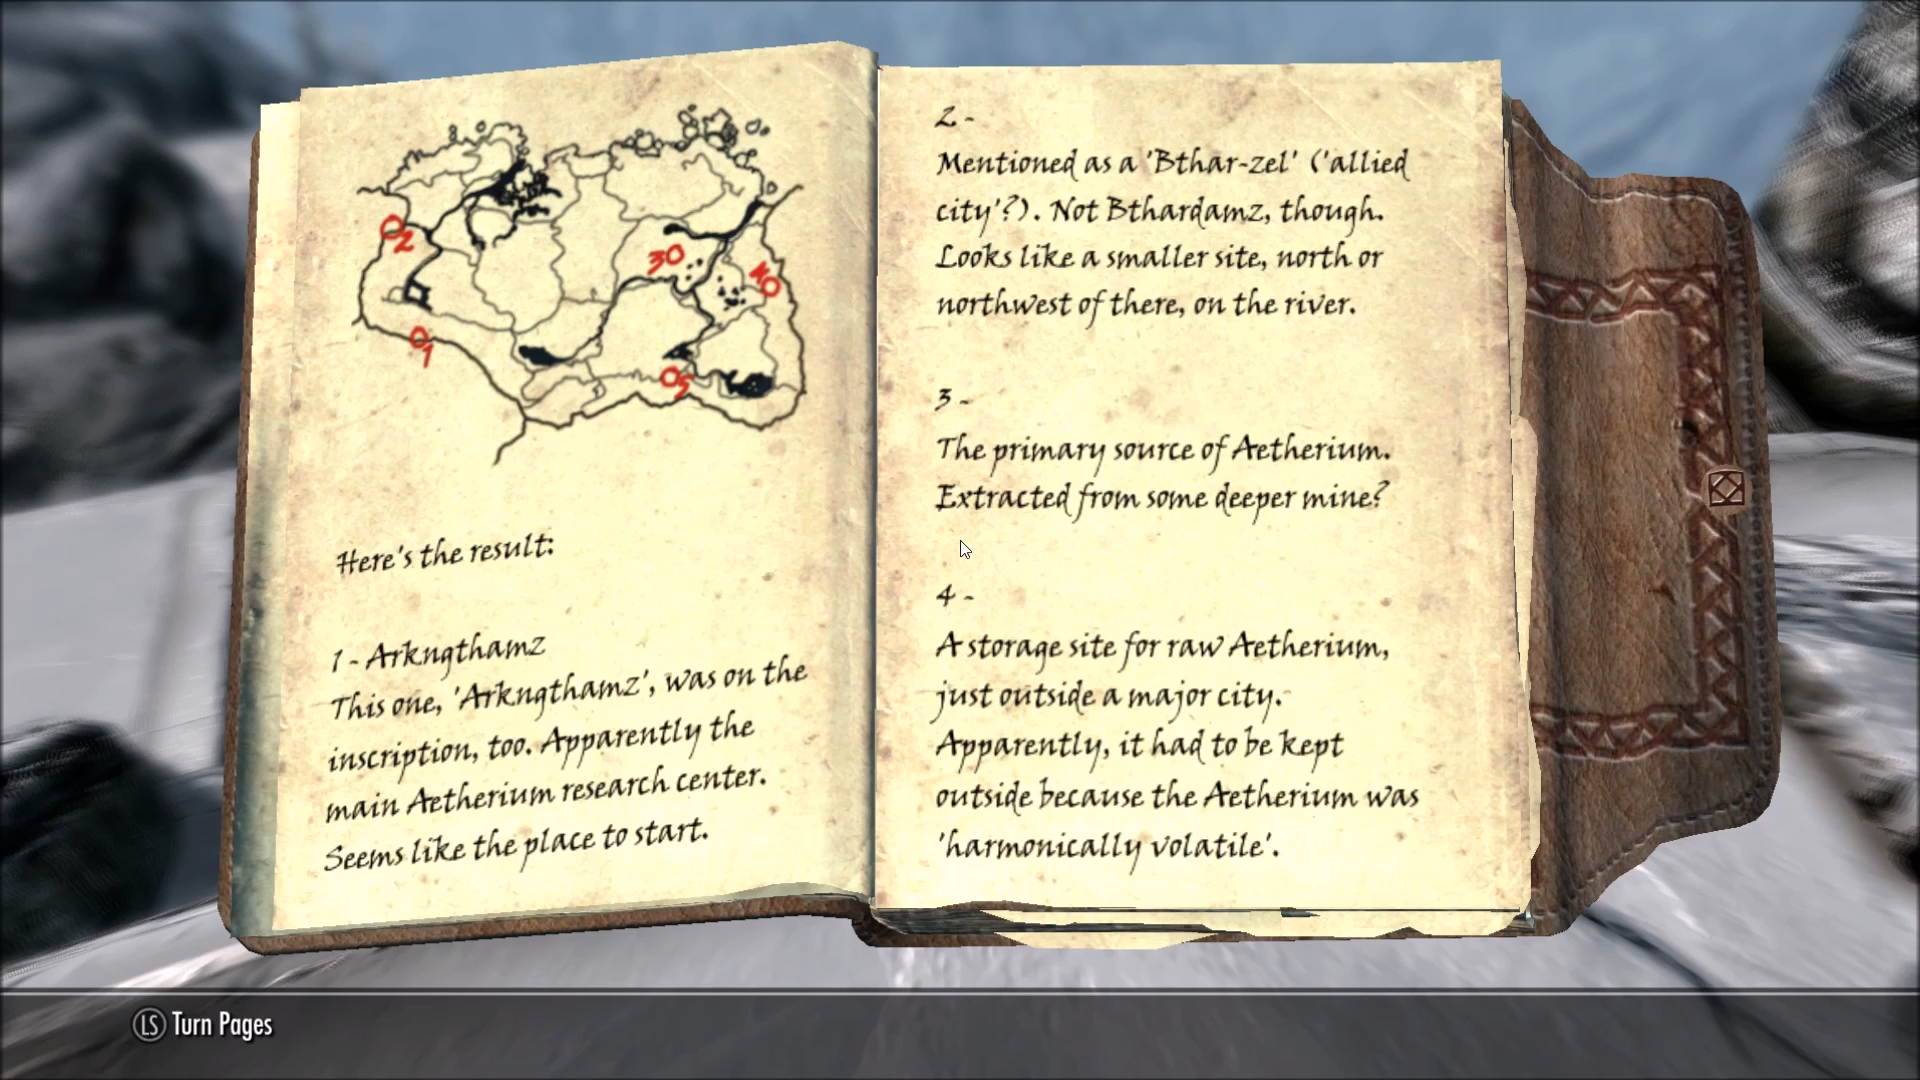 2
30
40
1
5
Here's the result:
1 - Arkngthamz
This one, 'Arkngthamz', was on the
inscription, too. Apparently the
main Aetherium research center.
Seems like the place to start.
2 -
Mentioned as a 'Bthar-zel' ('allied
city'?). Not Bthardamz, though.
Looks like a smaller site, north or
northwest of there, on the river.
3 -
The primary source of Aetherium.
Extracted from some deeper mine?
4 -
A storage site for raw Aetherium,
just outside a major city.
Apparently, it had to be kept
outside because the Aetherium was
'harmonically volatile'.
LS Turn Pages